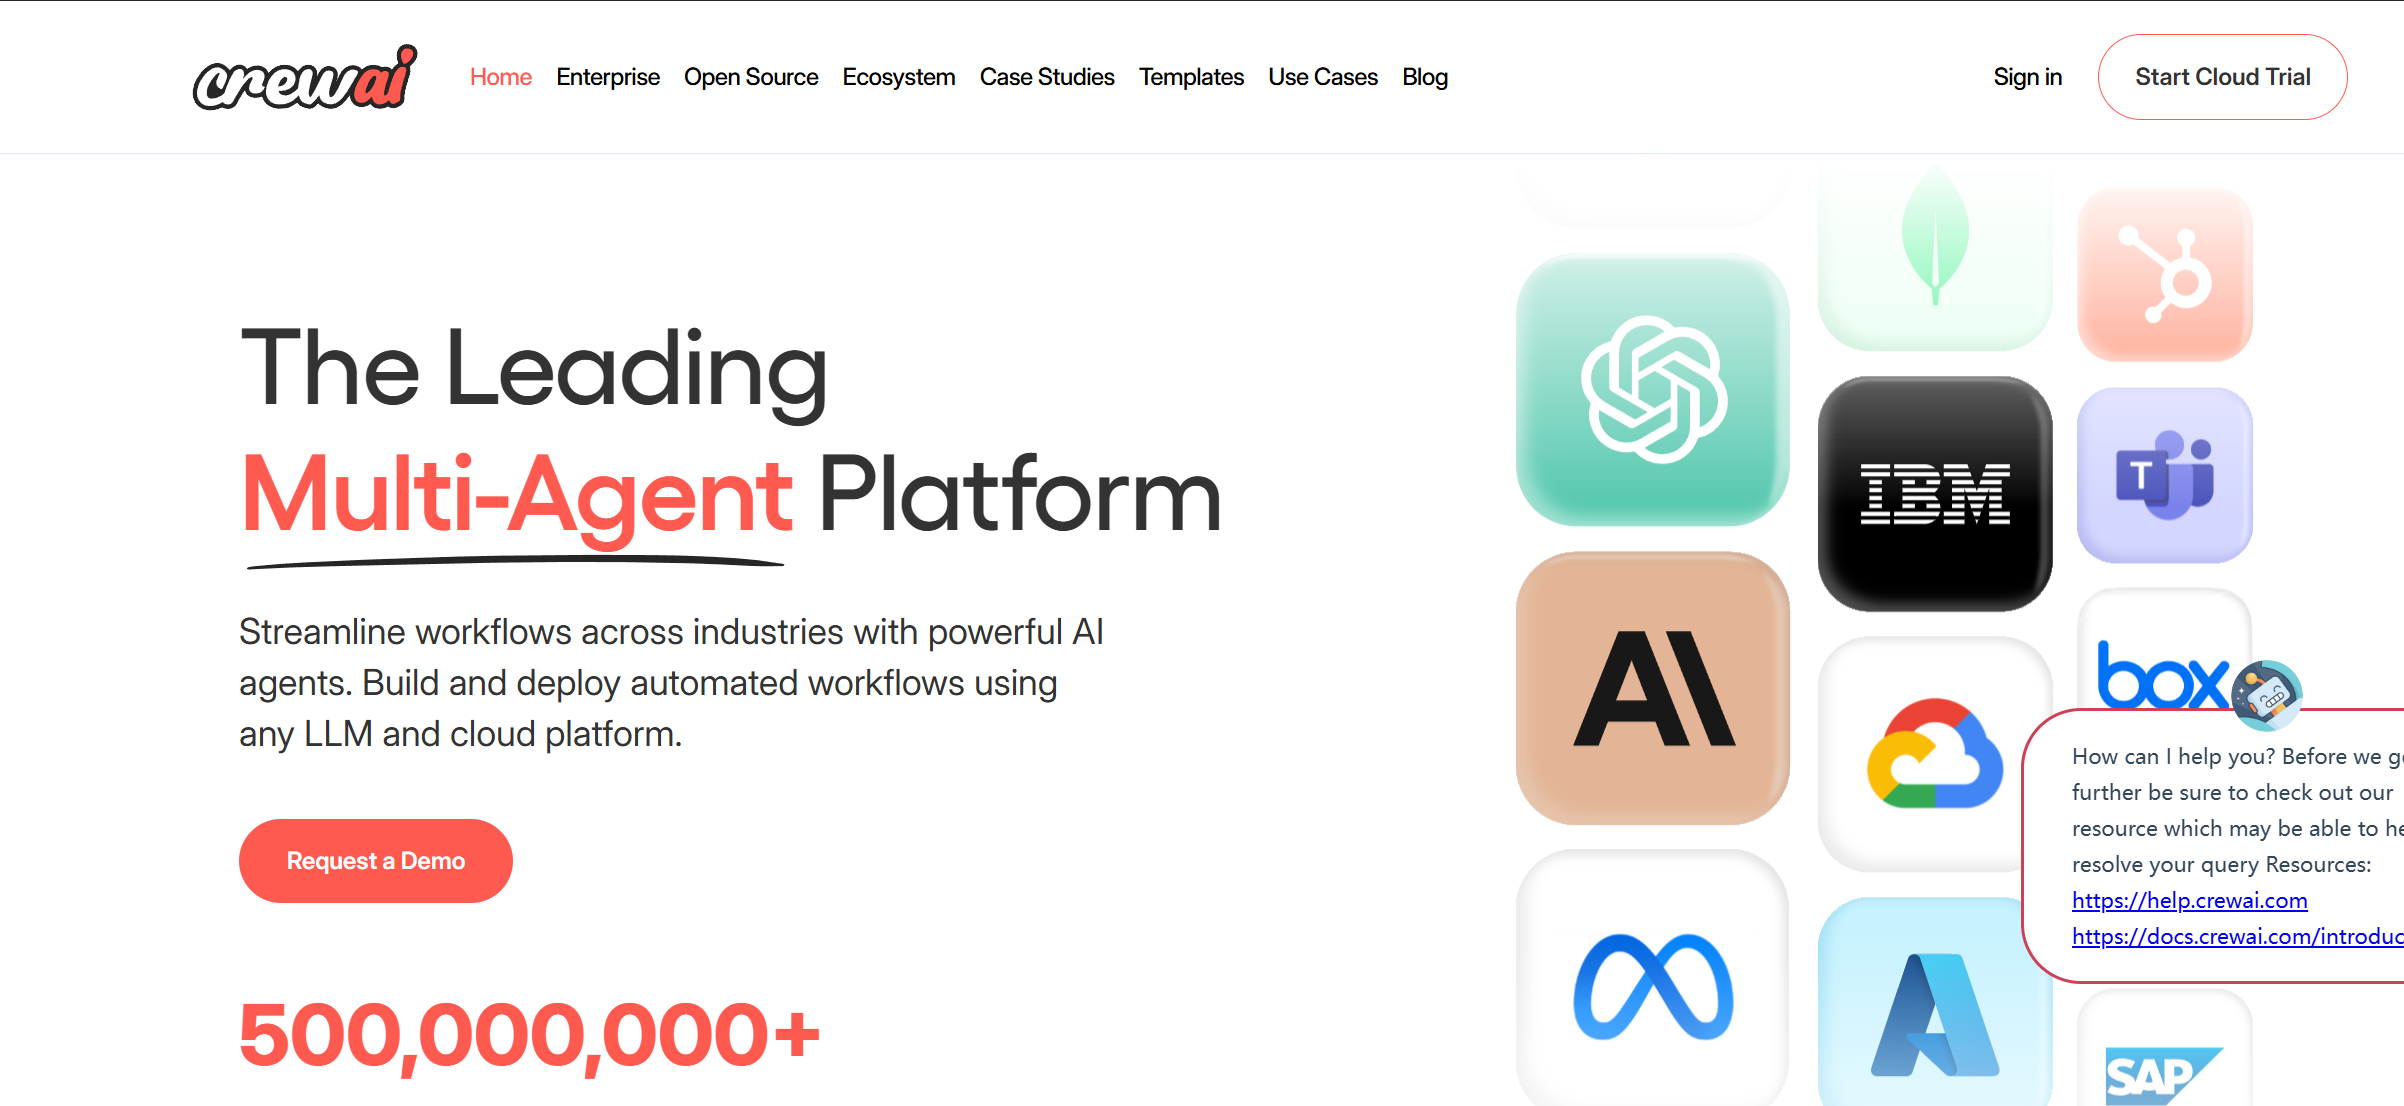 crewai
Home Enterprise Open Source Ecosystem Case Studies Templates Use Cases Blog
Sign in
Start Cloud Trial
The Leading
Multi-Agent Platform
Streamline workflows across industries with powerful AI
agents. Build and deploy automated workflows using
any LLM and cloud platform.
Request a Demo
500,000,000+
AI
IBM
T
box
SAP
How can I help you? Before we
further be sure to check out our
resource which may be able to
resolve your query Resources:
https://help.crewai.com
https://docs.crewai.com/introduc